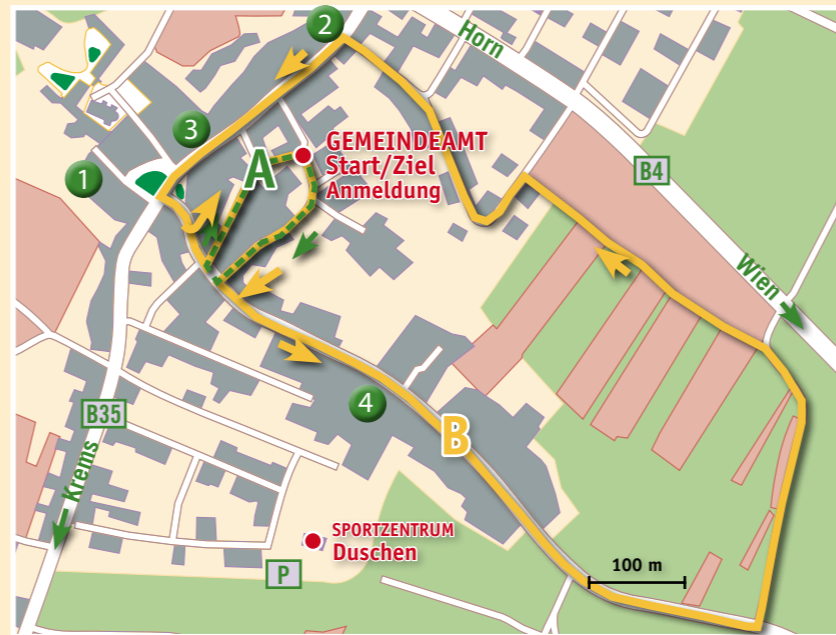 2
Horn
3
GEMEINDEAMT
Start/Ziel
Anmeldung
A
1
B4
Wien
4
B35
B
Krems
SPORTZENTRUM
Duschen
P
100 m